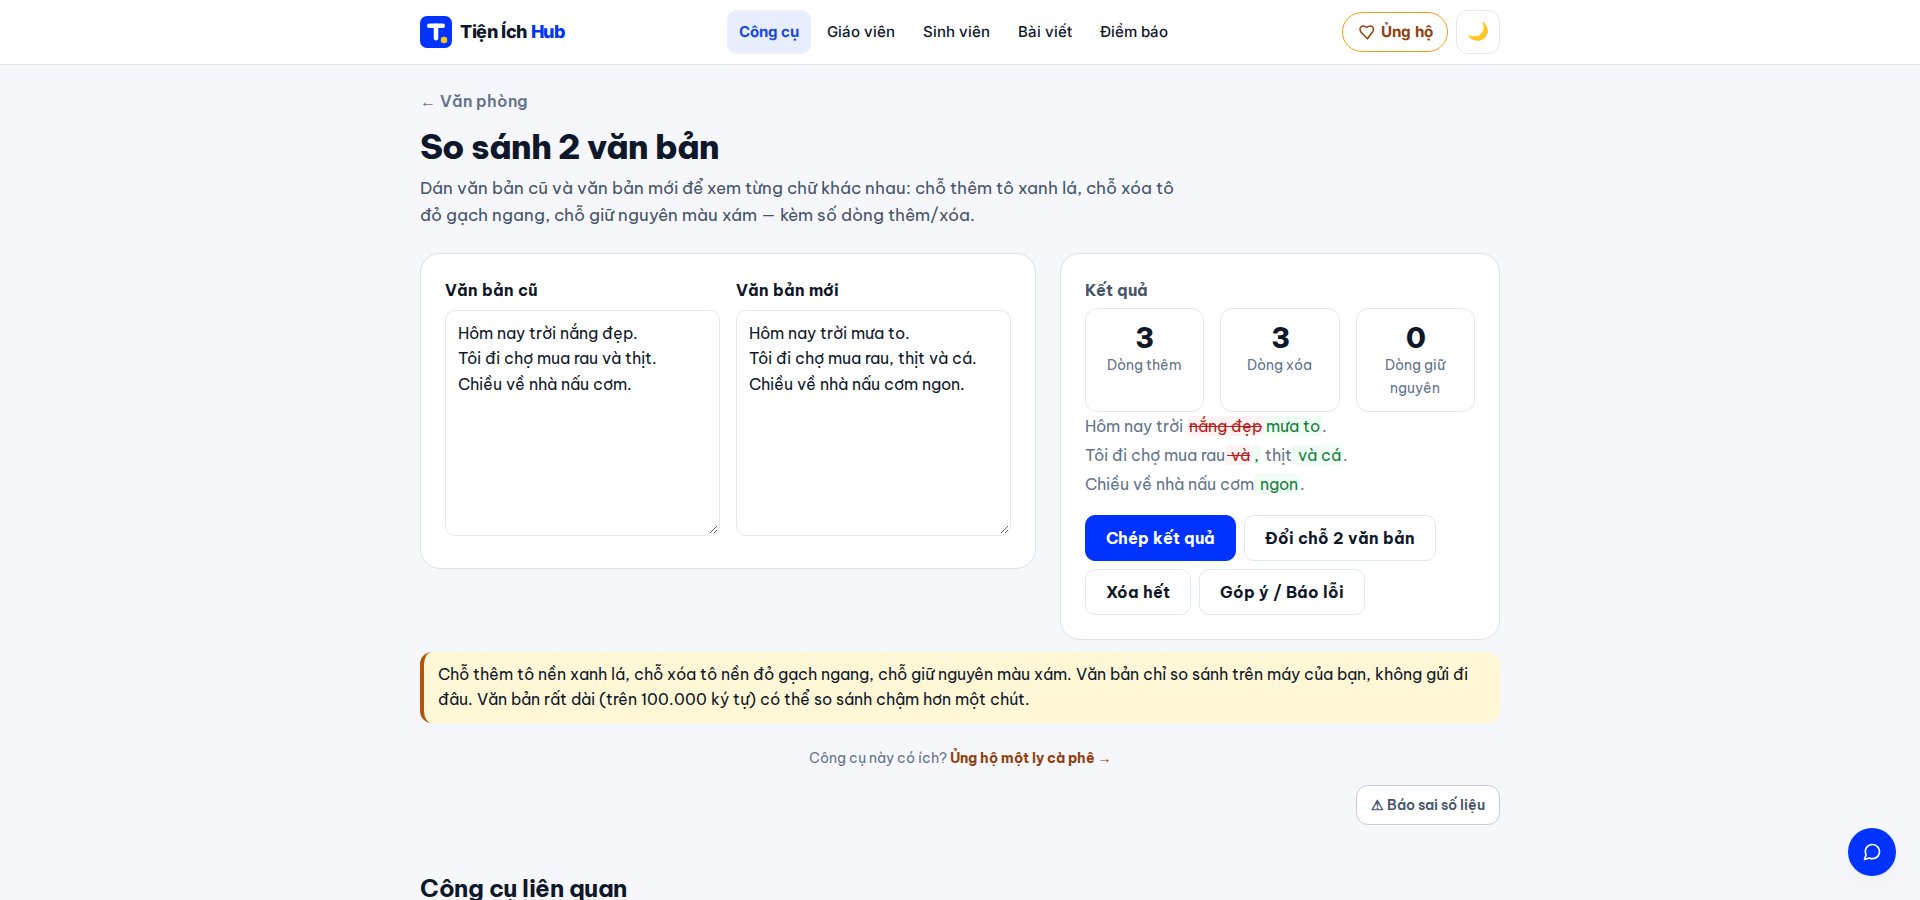 Tiện Ích Hub
Công cụ
Giáo viên
Sinh viên
Bài viết
Điểm báo
Ủng hộ
← Văn phòng
So sánh 2 văn bản
Dán văn bản cũ và văn bản mới để xem từng chữ khác nhau: chỗ thêm tô xanh lá, chỗ xóa tô
đỏ gạch ngang, chỗ giữ nguyên màu xám — kèm số dòng thêm/xóa.
Văn bản cũ
Hôm nay trời nắng đẹp.
Tôi đi chợ mua rau và thịt.
Chiều về nhà nấu cơm.
Văn bản mới
Hôm nay trời mưa to.
Tôi đi chợ mua rau, thịt và cá.
Chiều về nhà nấu cơm ngon.
Kết quả
3
Dòng thêm
3
Dòng xóa
0
Dòng giữ
nguyên
Hôm nay trời nắng đẹp mưa to.
Tôi đi chợ mua rau và , thịt và cá.
Chiều về nhà nấu cơm ngon.
Chép kết quả
Đổi chỗ 2 văn bản
Xóa hết
Góp ý / Báo lỗi
Chỗ thêm tô nền xanh lá, chỗ xóa tô nền đỏ gạch ngang, chỗ giữ nguyên màu xám. Văn bản chỉ so sánh trên máy của bạn, không gửi đi
đâu. Văn bản rất dài (trên 100.000 ký tự) có thể so sánh chậm hơn một chút.
Công cụ này có ích? Ủng hộ một ly cà phê →
⚠ Báo sai số liệu
Công cụ liên quan